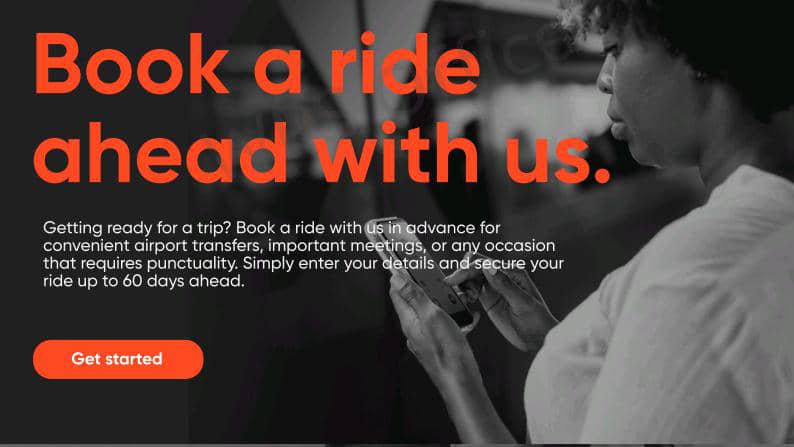 Book a ride
ahead with us.
Getting ready for a trip? Book a ride with us in advance for
convenient airport transfers, important meetings, or any occasion
that requires punctuality. Simply enter your details and secure your
ride up to 60 days ahead.
Get started